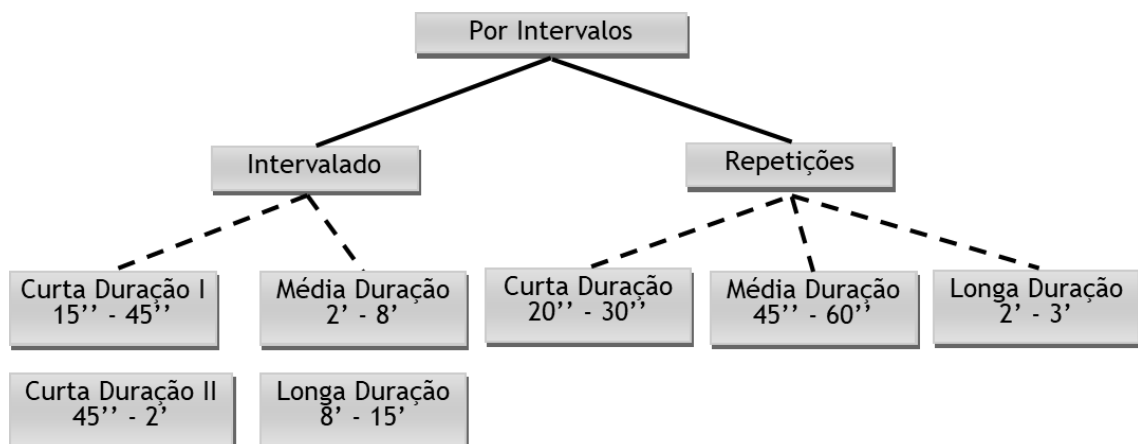 Por Intervalos
Intervalado
Repetições
Curta Duração I
15’’ - 45’’
Média Duração
2’ - 8’
Curta Duração
20’’ - 30’’
Média Duração
45’’ - 60’’
Longa Duração
2’ - 3’
Curta Duração II
45’’ - 2’
Longa Duração
8’ - 15’